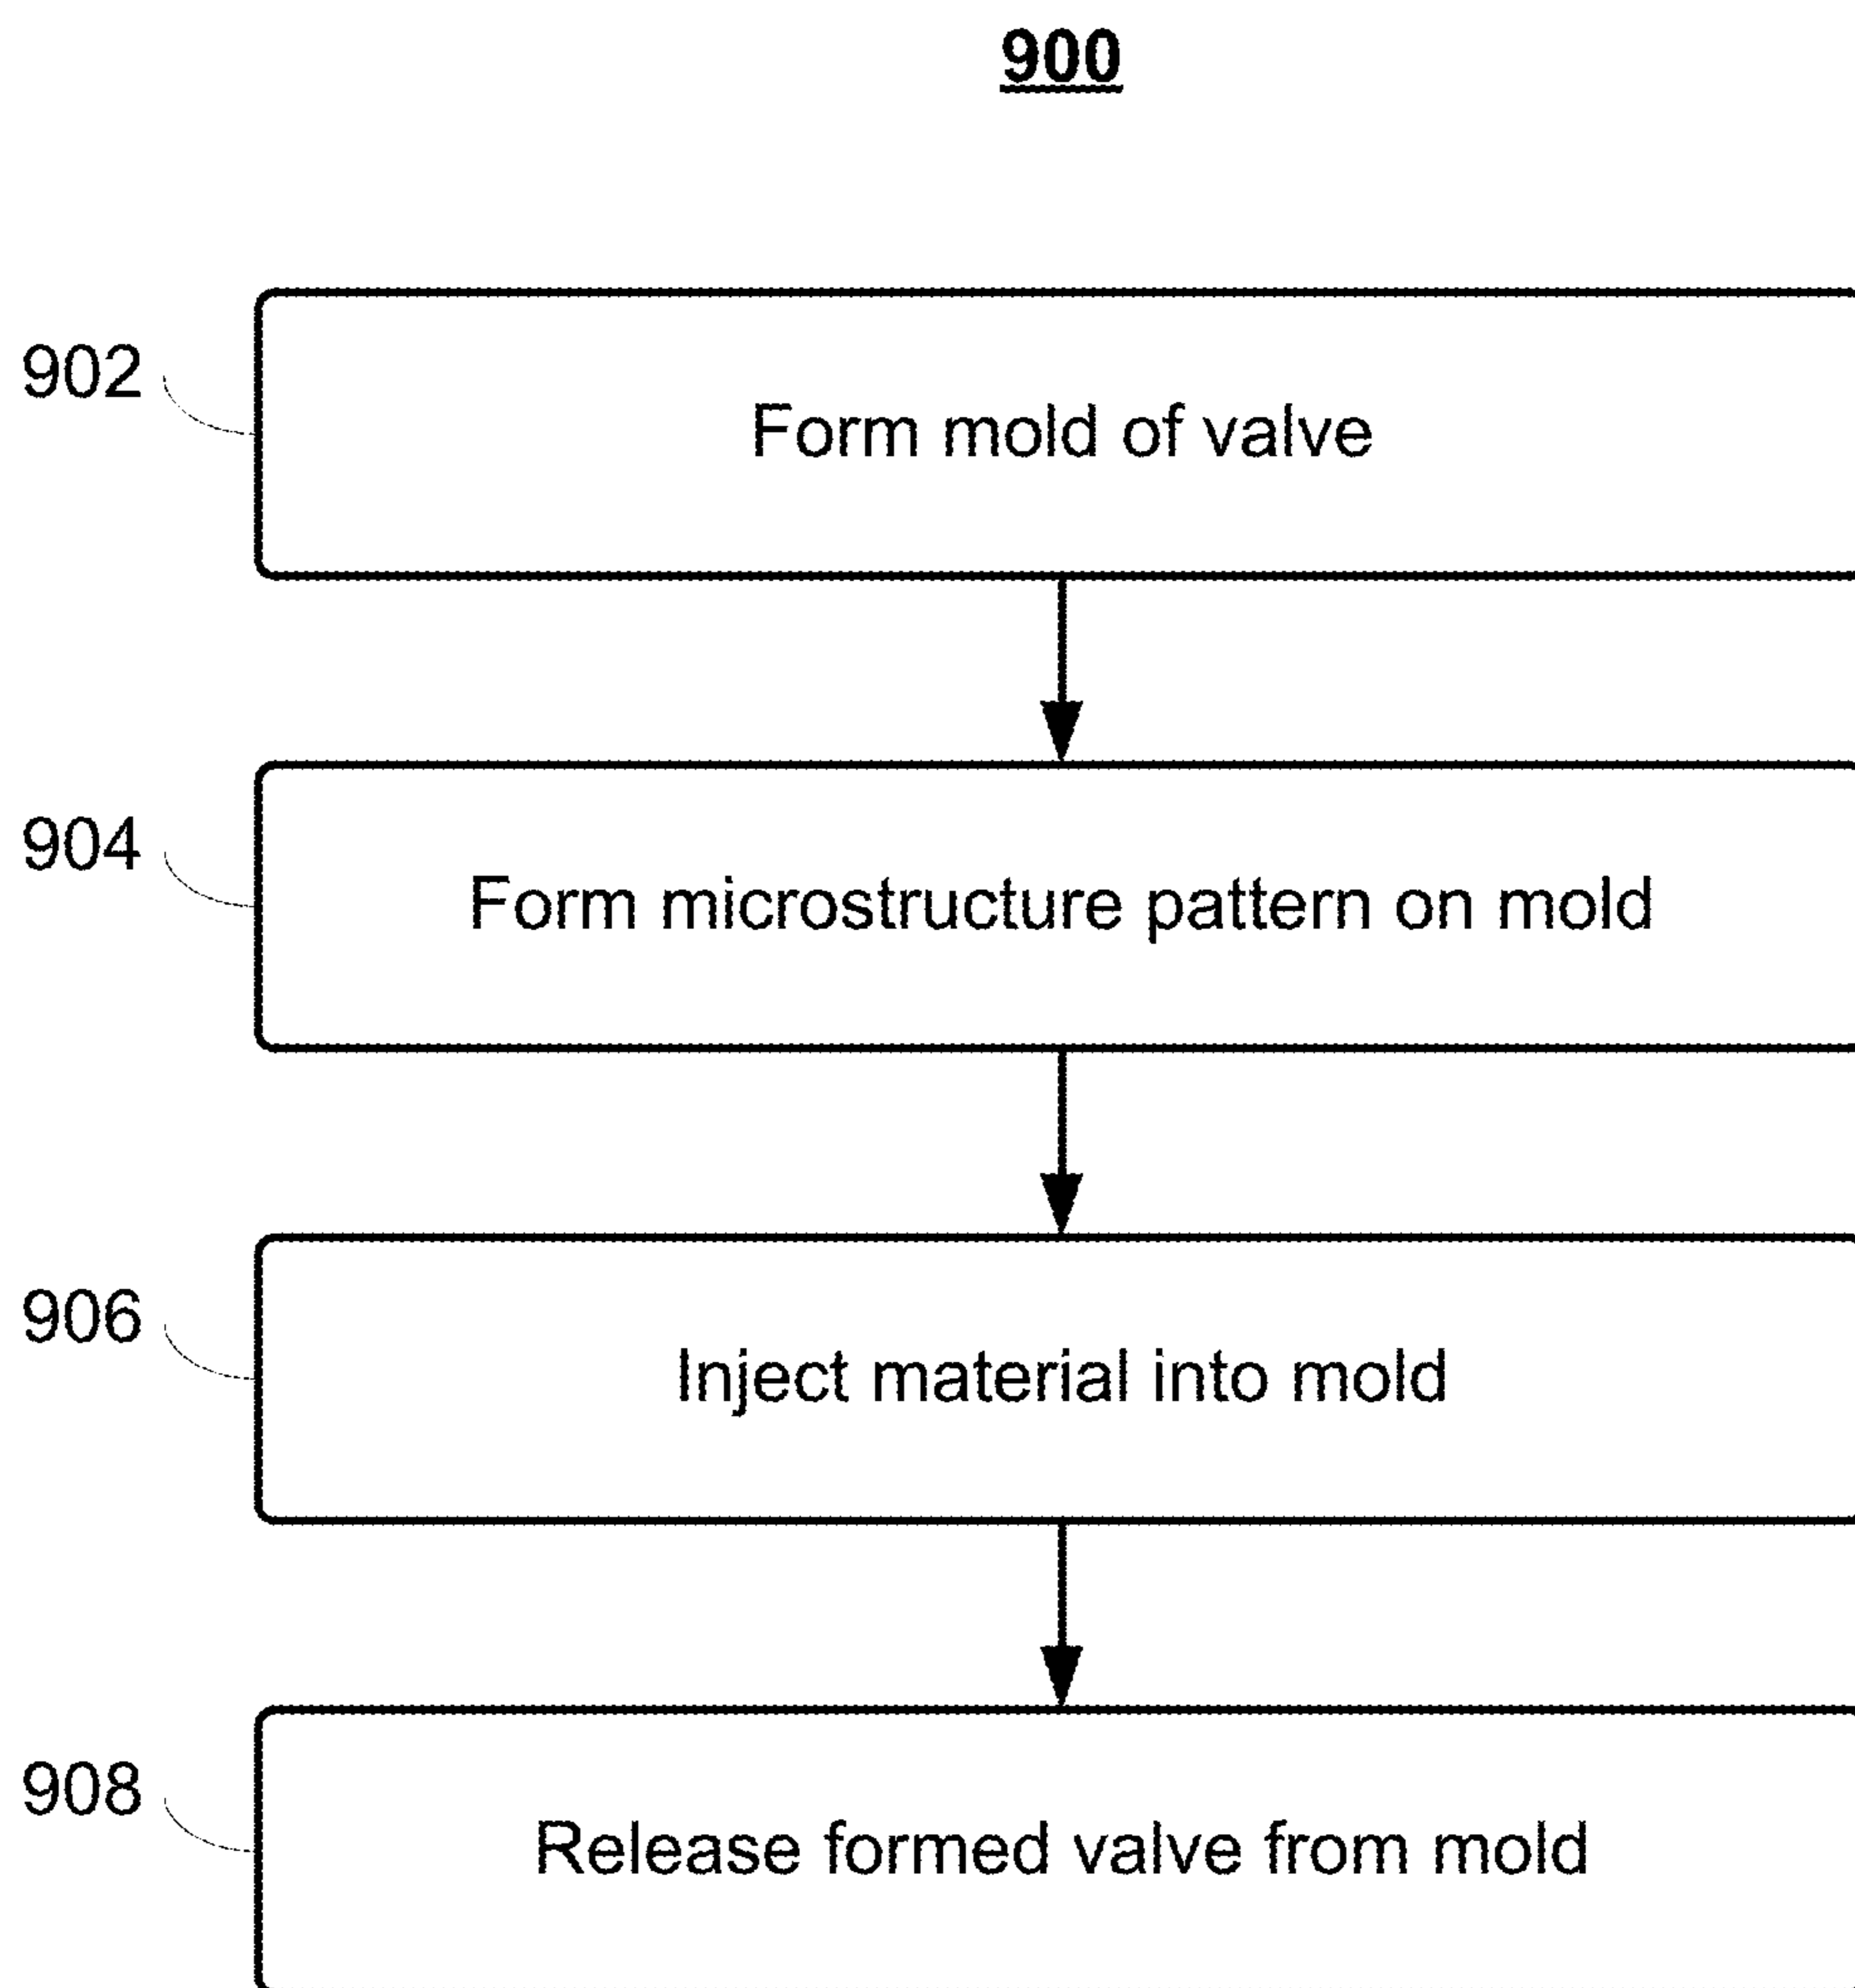 900
902
Form mold of valve
904
Form microstructure pattern on mold
906
Inject material into mold
908
Release formed valve from mold